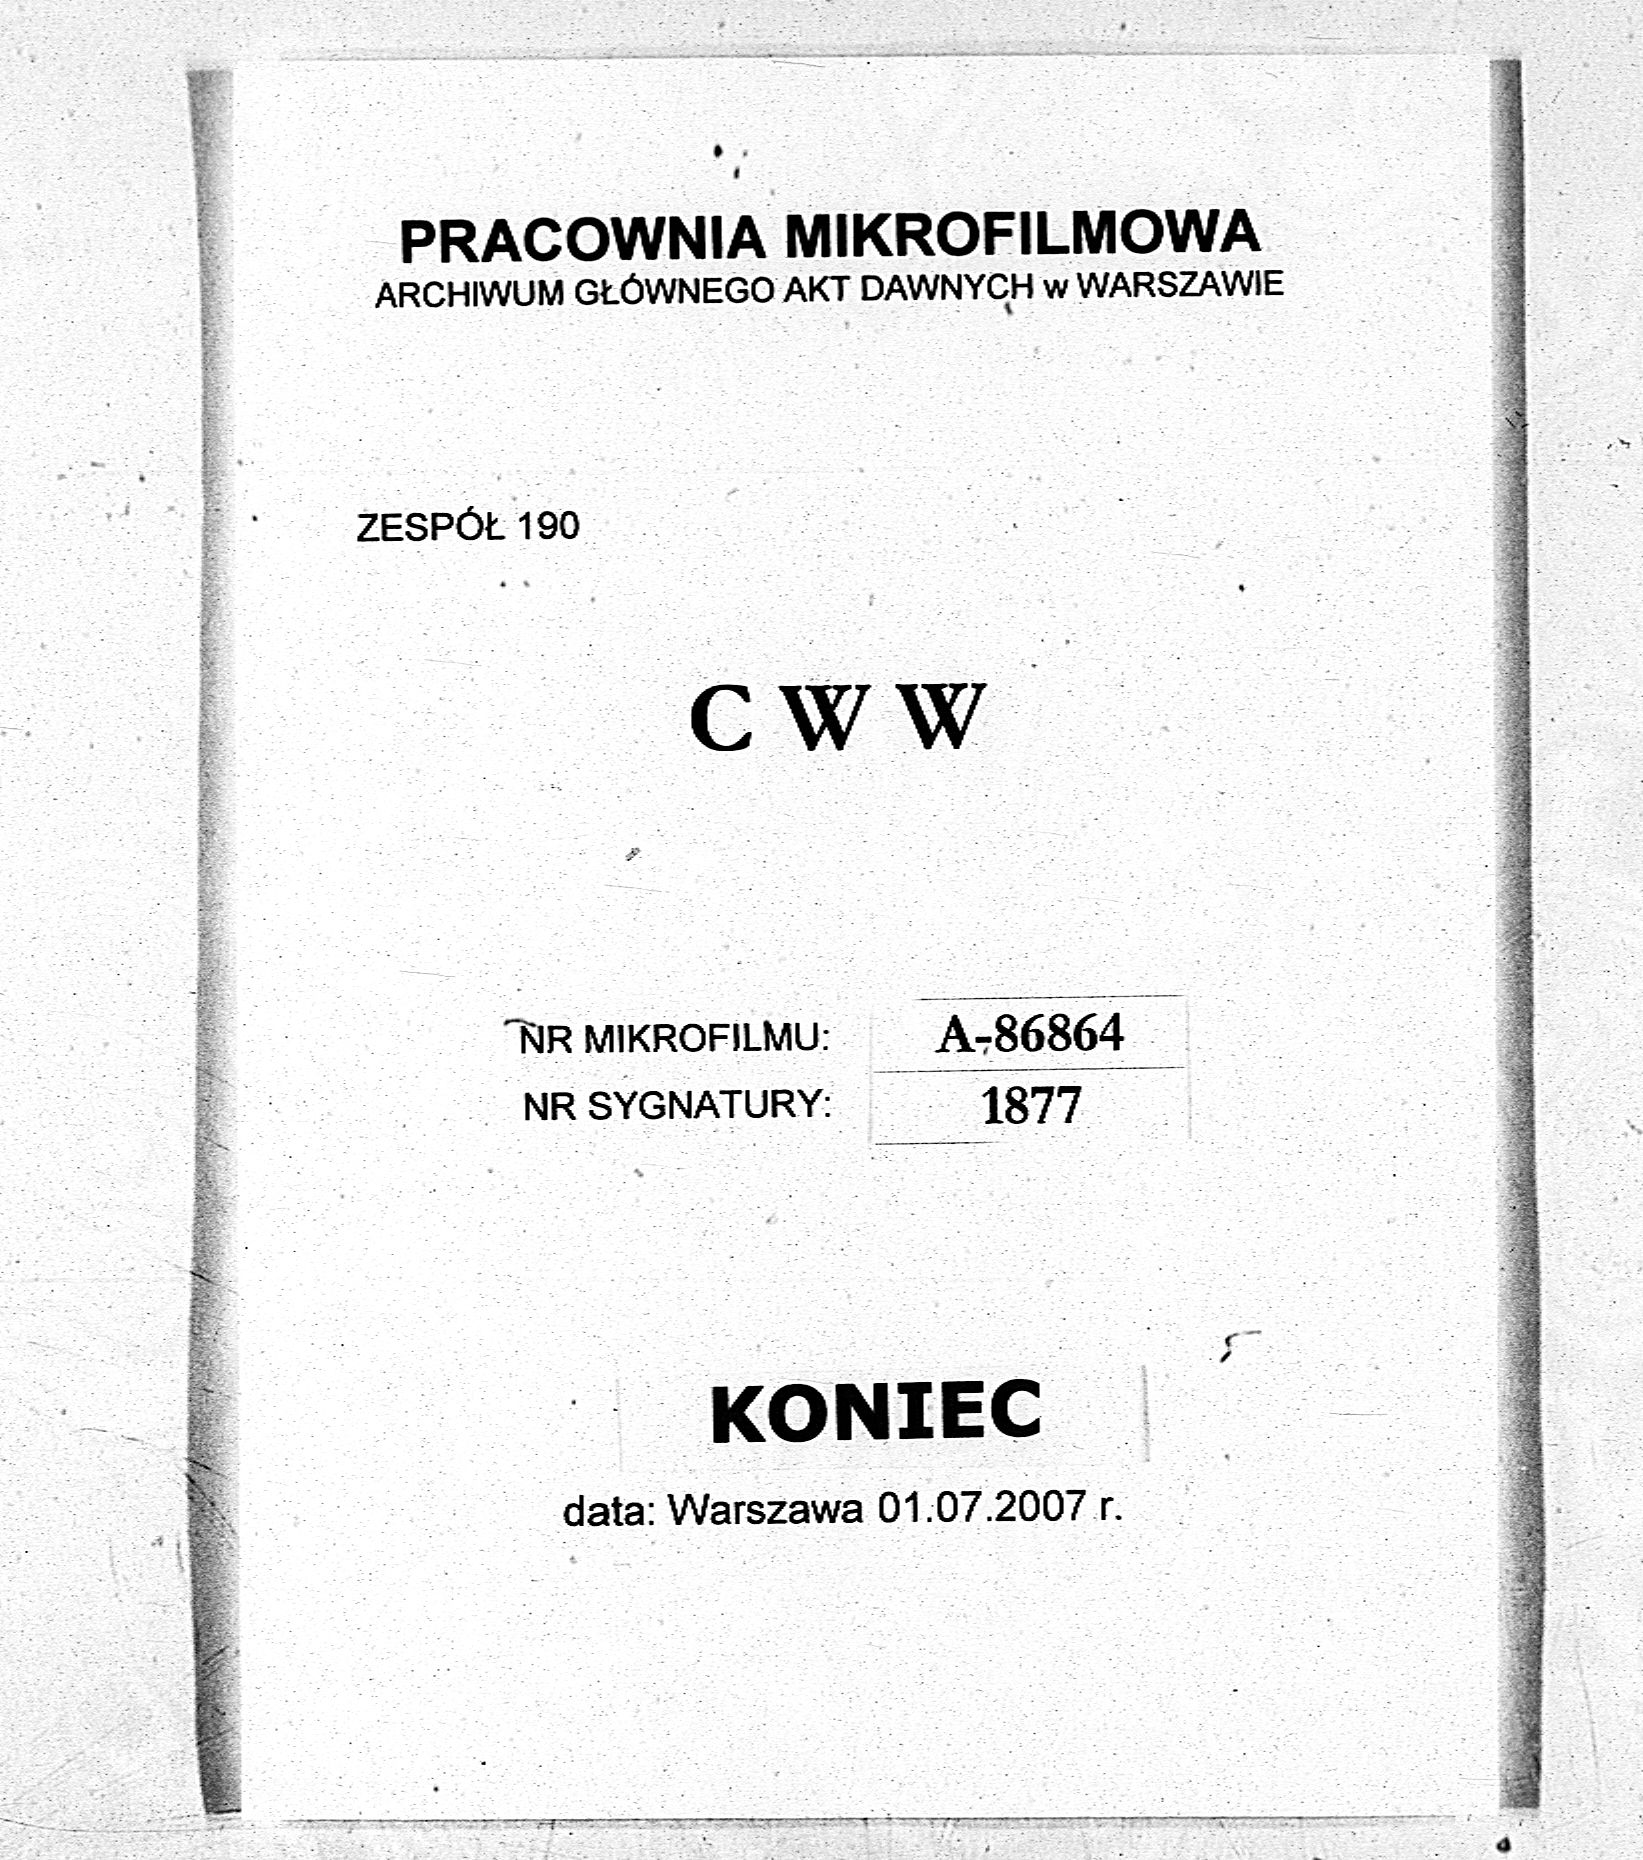 PRACOWNIA MIKROFILMOWA
ARCHIWUM GŁÓWNEGO AKT DAWNYCH w WARSZAWIE
ZESPÓŁ 190
C W W
NR MIKROFILMU: A-86864
NR SYGNATURY: 1877
KONIEC
data: Warszawa 01.07.2007 r.